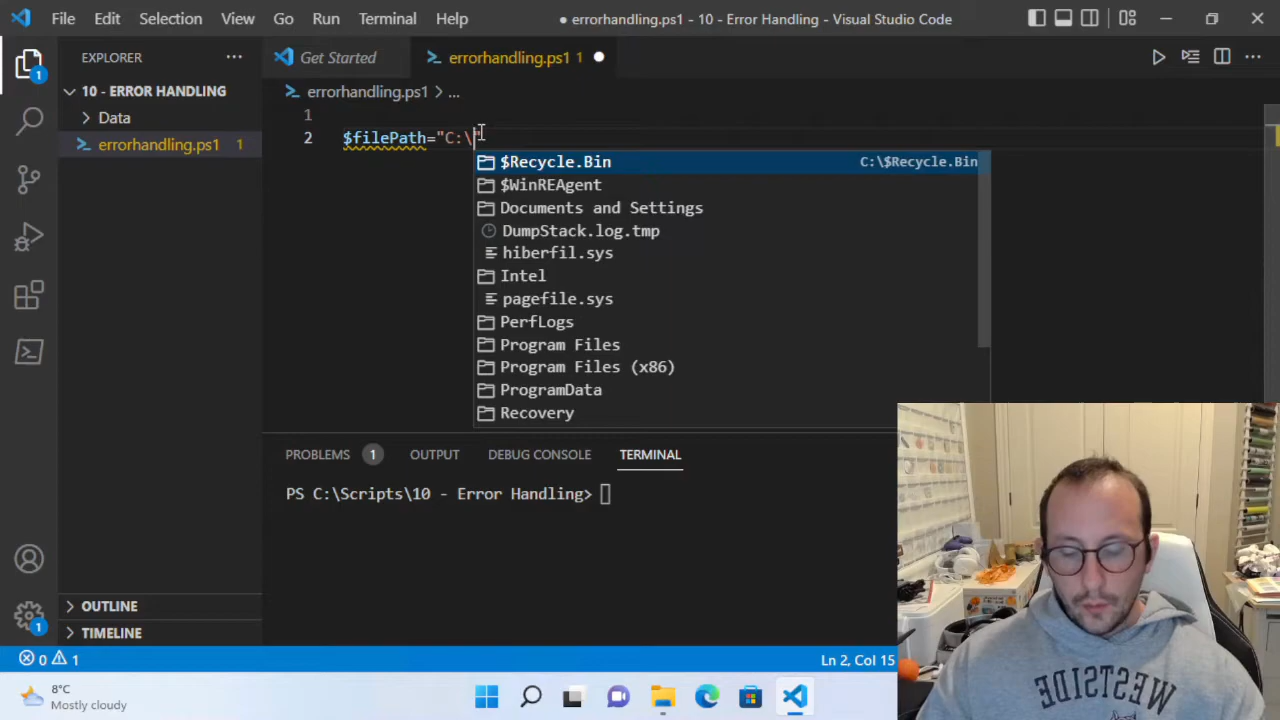 File Edit Selection View Go Run Terminal Help
● errorhandling.ps1 - 10 - Error Handling - Visual Studio Code
EXPLORER
Get Started
errorhandling.ps1 1
10 - ERROR HANDLING
errorhandling.ps1 > ...
Data
errorhandling.ps1 1
1
2 $filePath="C:\"
$Recycle.Bin C:\$Recycle.Bin
$WinREAgent
Documents and Settings
DumpStack.log.tmp
hiberfil.sys
Intel
pagefile.sys
PerfLogs
Program Files
Program Files (x86)
ProgramData
Recovery
PROBLEMS 1 OUTPUT DEBUG CONSOLE TERMINAL
PS C:\Scripts\10 - Error Handling>
1
1
OUTLINE
TIMELINE
0 1
Ln 2, Col 15
8°C
Mostly cloudy
WESTSIDE